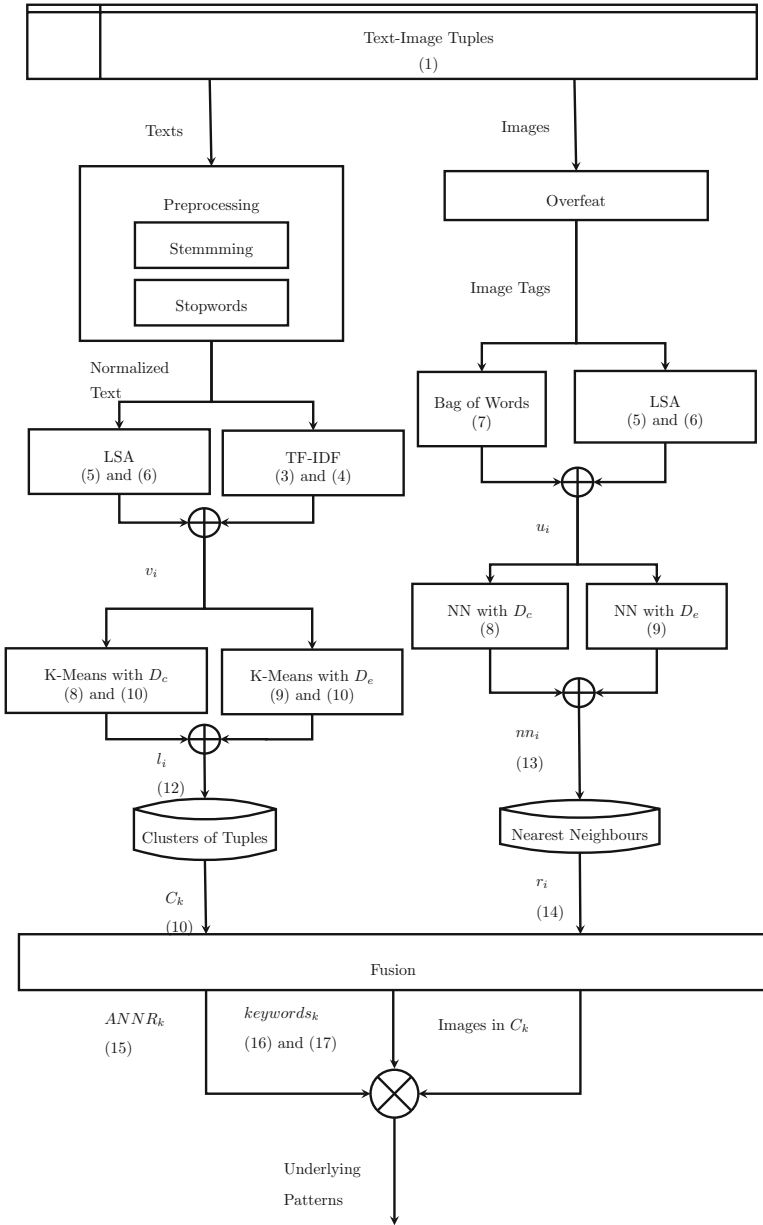 Text-Image Tuples
(1)
Texts
Images
Preprocessing
Stemmming
Stopwords
Overfeat
Image Tags
Normalized
Text
Bag of Words
(7)
LSA
(5) and (6)
LSA
(5) and (6)
TF-IDF
(3) and (4)
u_i
v_i
NN with D_c
(8)
NN with D_e
(9)
K-Means with D_c
(8) and (10)
K-Means with D_e
(9) and (10)
nn_i
(13)
l_i
(12)
Clusters of Tuples
Nearest Neighbours
C_k
(10)
r_i
(14)
Fusion
ANNR_k
(15)
keywords_k
(16) and (17)
Images in C_k
Underlying
Patterns